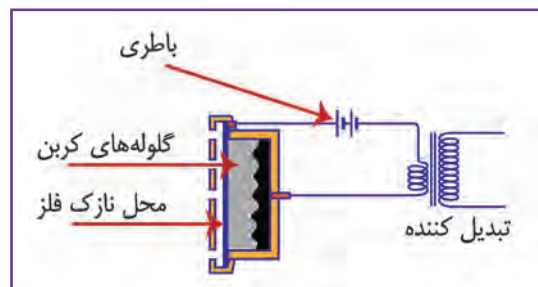 باطری
گلوله‌های کربن
محل نازک فلز
تبدیل کننده